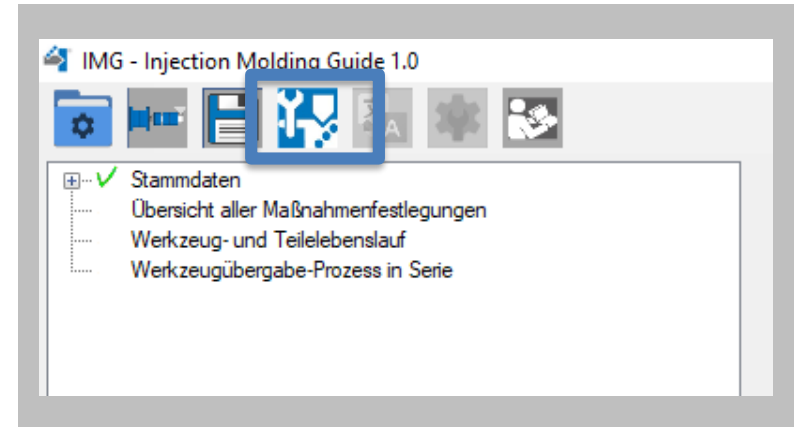 IMG - Injection Molding Guide 1.0
A
Stammdaten
Übersicht aller Maßnahmenfestlegungen
Werkzeug- und Teilelebenslauf
Werkzeugübergabe-Prozess in Serie